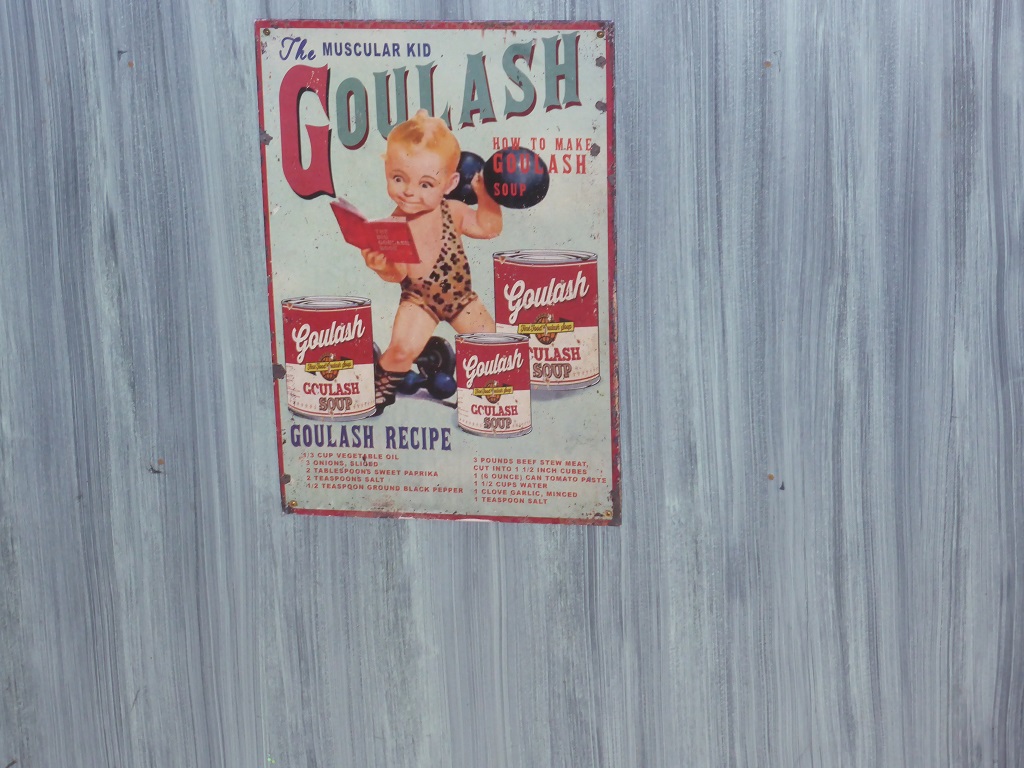 The MUSCULAR KID
GOULASH
HOW TO MAKE
GOULASH
SOUP
Goulash
GOULASH
SOUP
Goulash
GOULASH
SOUP
Goulash
GOULASH
SOUP
GOULASH RECIPE
1/3 CUP VEGETABLE OIL
3 ONIONS, SLICED
2 TABLESPOONS SWEET PAPRIKA
2 TEASPOONS SALT
1/2 TEASPOON GROUND BLACK PEPPER
3 POUNDS BEEF STEW MEAT,
CUT INTO 1 1/2 INCH CUBES
1 (6 OUNCE) CAN TOMATO PASTE
1 1/2 CUPS WATER
1 CLOVE GARLIC, MINCED
1 TEASPOON SALT